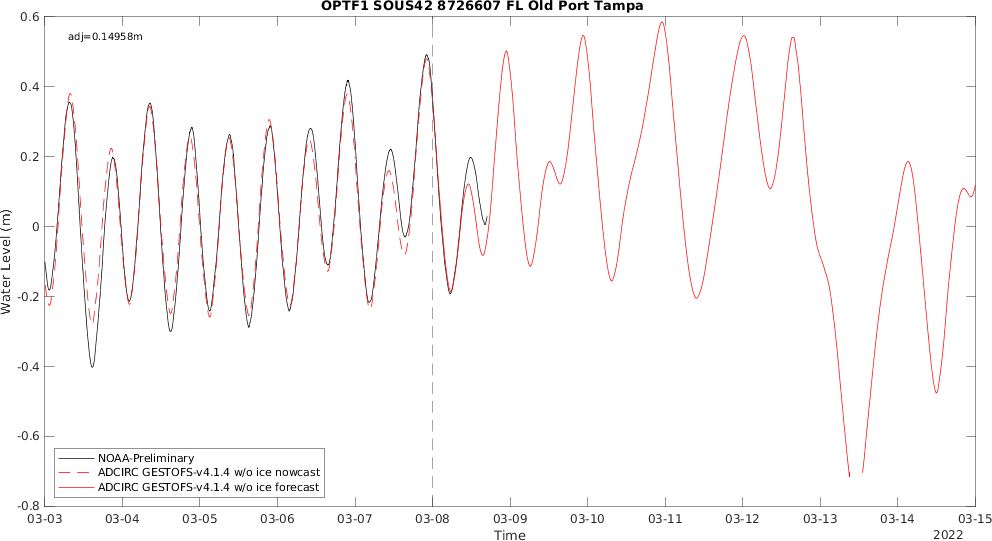 OPTF1 SOUS42 8726607 FL Old Port Tampa
adj=0.14958m
Water Level (m)
0.6
0.4
0.2
0
-0.2
-0.4
-0.6
-0.8
NOAA-Preliminary
ADCIRC GESTOFS-v4.1.4 w/o ice nowcast
ADCIRC GESTOFS-v4.1.4 w/o ice forecast
03-03 03-04 03-05 03-06 03-07 03-08 03-09 03-10 03-11 03-12 03-13 03-14 03-15
Time
2022